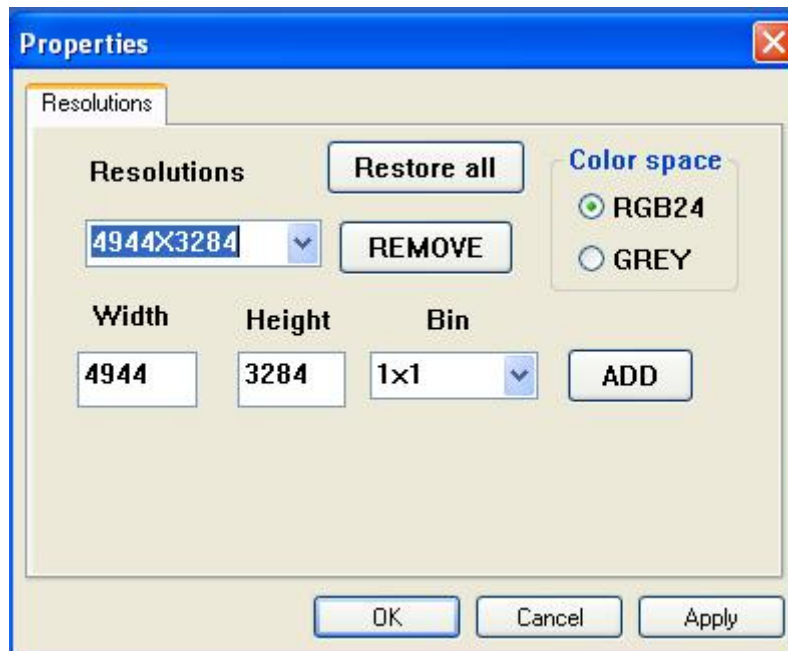 Properties
Resolutions
Resolutions
Restore all
Color space
RGB24
4944X3284
REMOVE
GREY
Width
Height
Bin
4944
3284
1x1
ADD
OK
Cancel
Apply